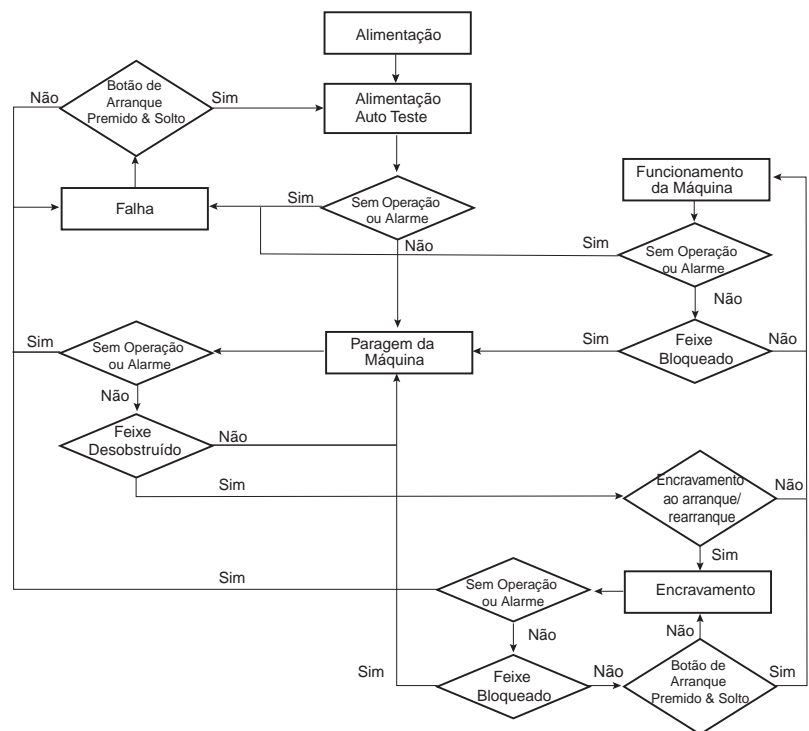 Alimentação
Não
Botão de
Arranque
Premido & Solto
Sim
Alimentação
Auto Teste
Falha
Sim
Sem Operação
ou Alarme
Não
Funcionamento
da Máquina
Sim
Sem Operação
ou Alarme
Não
Sim
Sem Operação
ou Alarme
Não
Paragem da
Máquina
Sim
Feixe
Bloqueado
Não
Feixe
Desobstruído
Não
Sim
Encravamento
ao arranque/
rearranque
Não
Sim
Sim
Sem Operação
ou Alarme
Não
Encravamento
Não
Sim
Feixe
Bloqueado
Não
Botão de
Arranque
Premido & Solto
Sim